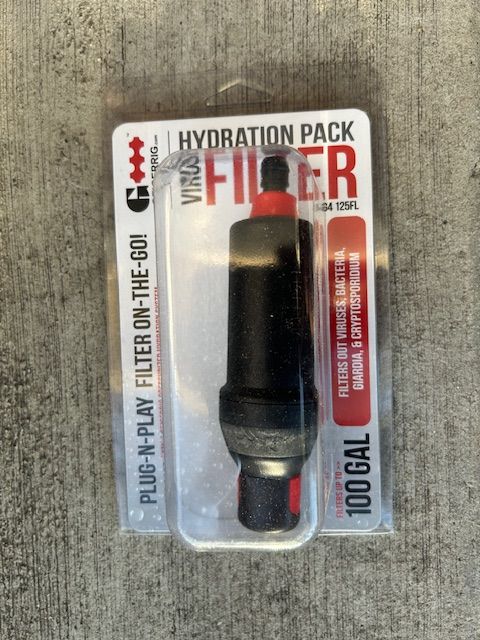 HYDRATION PACK
VIRUS
FILTER
G4 125FL
PLUG-N-PLAY FILTER ON-THE-GO!
FILTERS OUT VIRUSES, BACTERIA,
GIARDIA, & CRYPTOSPORIDIUM
FILTERS UP TO >>
100 GAL